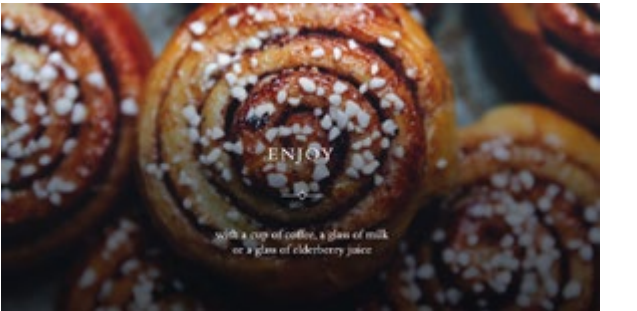 ENJOY
with a cup of coffee, a glass of milk
or a glass of elderberry juice